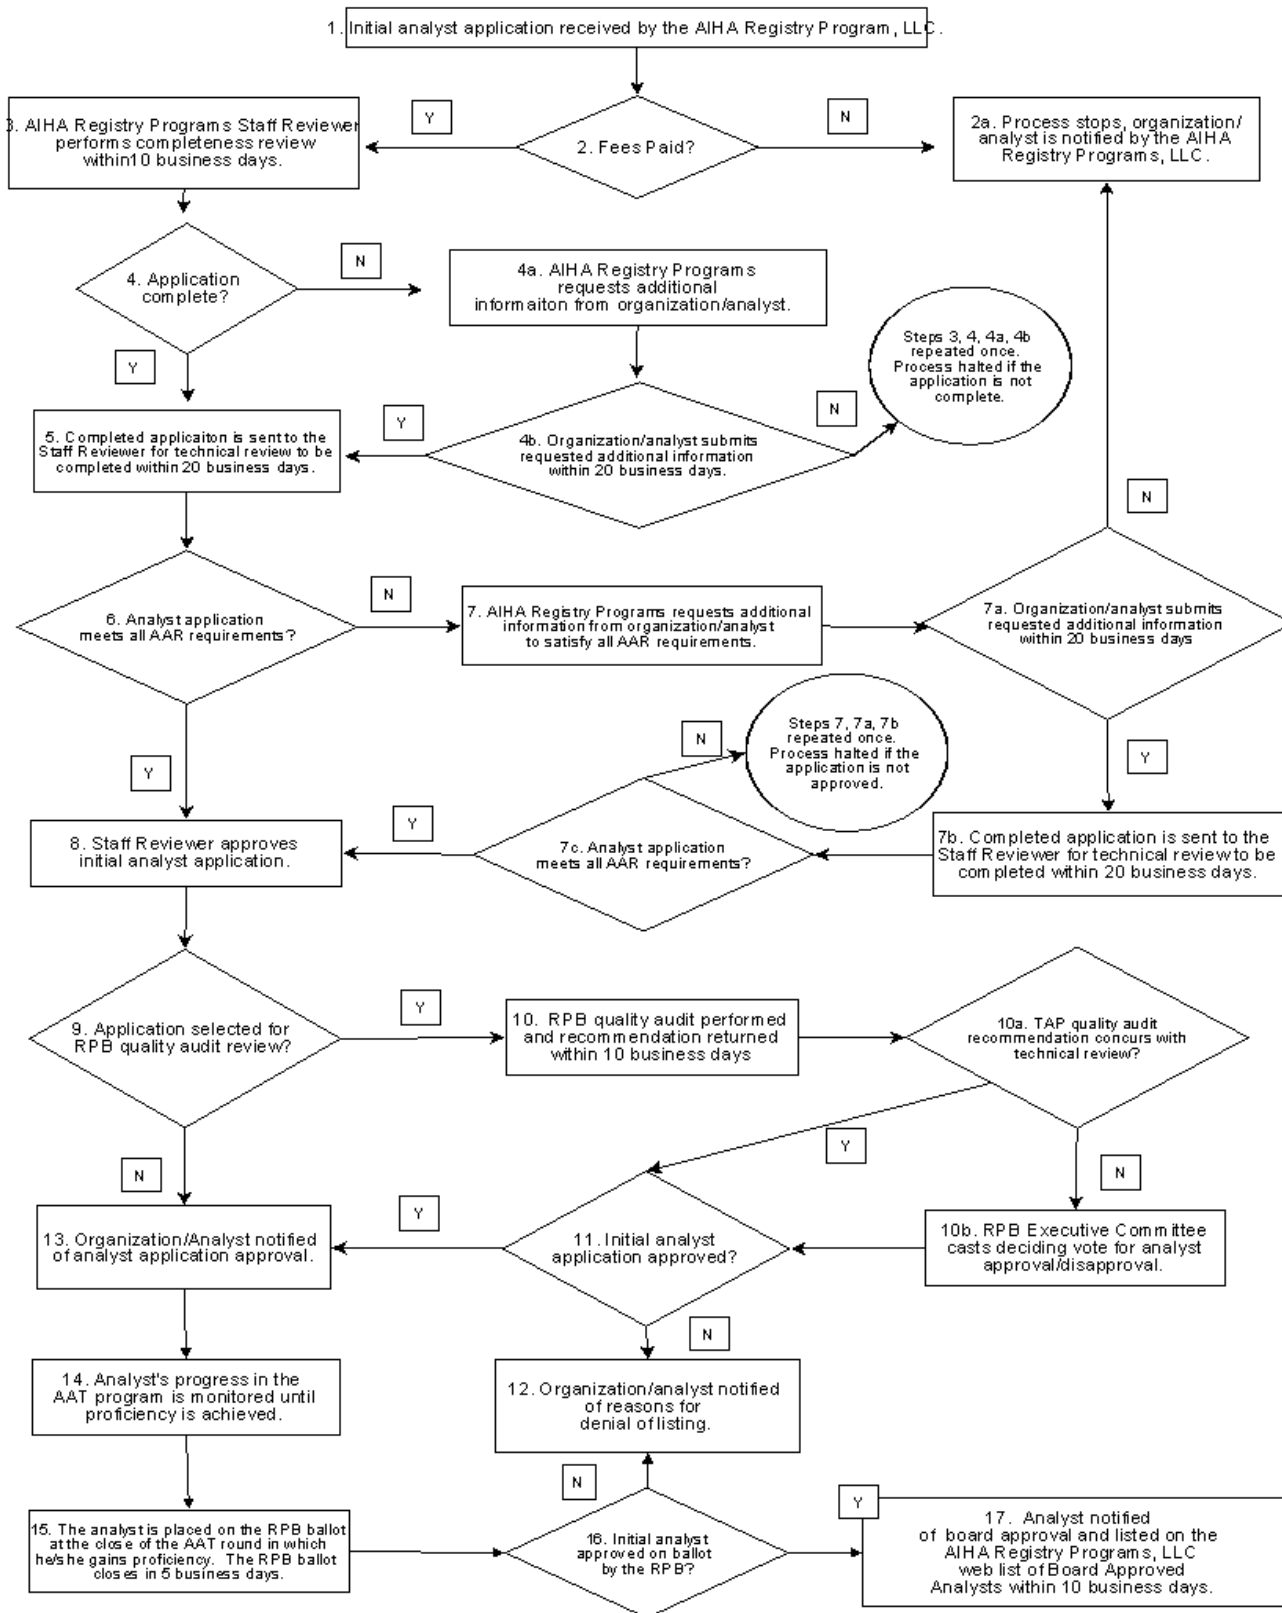 1. Initial analyst application received by the AIHA Registry Program, LLC.
Y
N
3. AIHA Registry Programs Staff Reviewer
performs completeness review
within10 business days.
2. Fees Paid?
2a. Process stops, organization/
analyst is notified by the AIHA
Registry Programs, LLC.
4. Application
complete?
N
4a. AIHA Registry Programs
requests additional
informaiton from organization/analyst.
Steps 3, 4, 4a, 4b
repeated once.
Process halted if the
application is not
complete.
Y
Y
N
5. Completed applicaiton is sent to the
Staff Reviewer for technical review to be
completed within 20 business days.
4b. Organization/analyst submits
requested additional information
within 20 business days.
N
6. Analyst application
meets all AAR requirements?
N
7. AIHA Registry Programs requests additional
information from organization/analyst
to satisfy all AAR requirements.
7a. Organization/analyst submits
requested additional information
within 20 business days
Y
N
Steps 7, 7a, 7b
repeated once.
Process halted if the
application is not
approved.
Y
8. Staff Reviewer approves
initial analyst application.
Y
7c. Analyst application
meets all AAR requirements?
7b. Completed application is sent to the
Staff Reviewer for technical review to be
completed within 20 business days.
9. Application selected for
RPB quality audit review?
Y
10. RPB quality audit performed
and recommendation returned
within 10 business days
10a. TAP quality audit
recommendation concurs with
technical review?
N
Y
N
13. Organization/Analyst notified
of analyst application approval.
Y
11. Initial analyst
application approved?
10b. RPB Executive Committee
casts deciding vote for analyst
approval/disapproval.
N
14. Analyst's progress in the
AAT program is monitored until
proficiency is achieved.
12. Organization/analyst notified
of reasons for
denial of listing.
N
Y
15. The analyst is placed on the RPB ballot
at the close of the AAT round in which
he/she gains proficiency. The RPB ballot
closes in 5 business days.
16. Initial analyst
approved on ballot
by the RPB?
17. Analyst notified
of board approval and listed on the
AIHA Registry Programs, LLC
web list of Board Approved
Analysts within 10 business days.